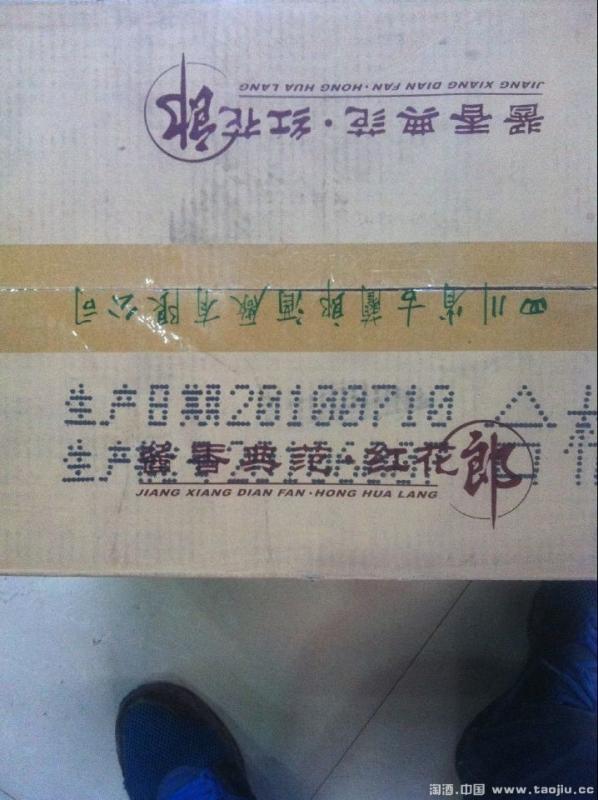 酱香典范·红花郎
JIANG XIANG DIAN FAN·HONG HUA LANG
四川省古蔺郎酒厂有限公司
生产日期20100710
生产
酱香典范·红花郎
JIANG XIANG DIAN FAN·HONG HUA LANG
淘酒.中国 www.taojiu.cc